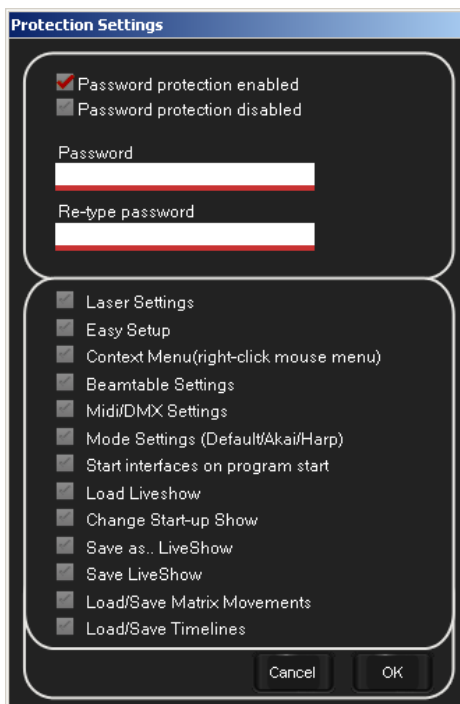 Protection Settings
Password protection enabled
Password protection disabled
Password
Re-type password
Laser Settings
Easy Setup
Context Menu(right-click mouse menu)
Beamtable Settings
Midi/DMX Settings
Mode Settings (Default/Akai/Harp)
Start interfaces on program start
Load Liveshow
Change Start-up Show
Save as.. LiveShow
Save LiveShow
Load/Save Matrix Movements
Load/Save Timelines
Cancel OK